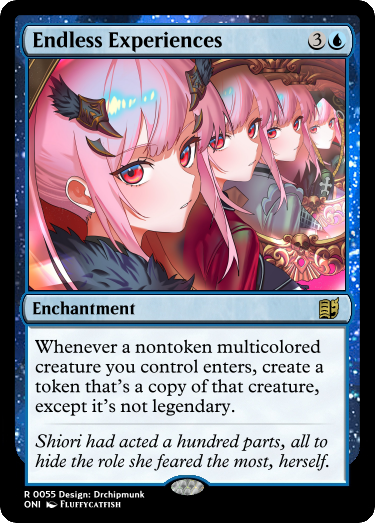 Endless Experiences 3
Enchantment
Whenever a nontoken multicolored
creature you control enters, create a
token that's a copy of that creature,
except it's not legendary.
Shiori had acted a hundred parts, all to
hide the role she feared the most, herself.
R 0055 Design: Drchipmunk
ONI FLUFFYCATFISH